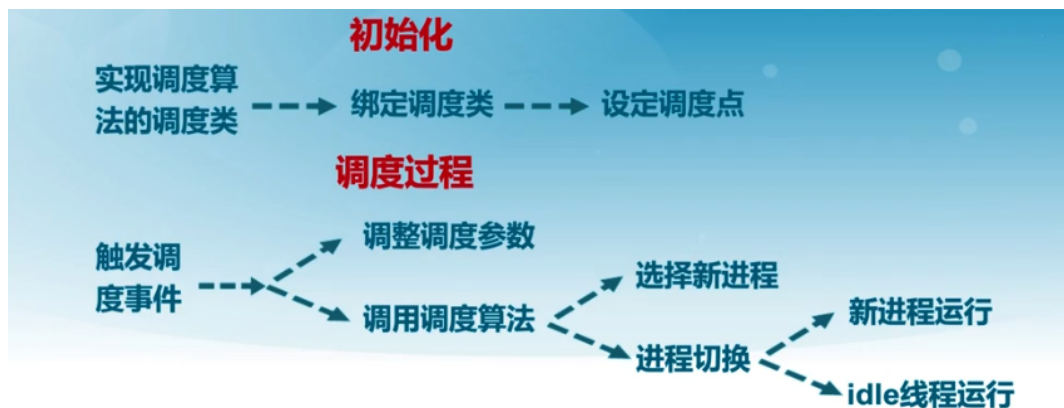 初始化
实现调度算
法的调度类
绑定调度类
设定调度点
调度过程
触发调
度事件
调整调度参数
调用调度算法
选择新进程
进程切换
新进程运行
idle线程运行